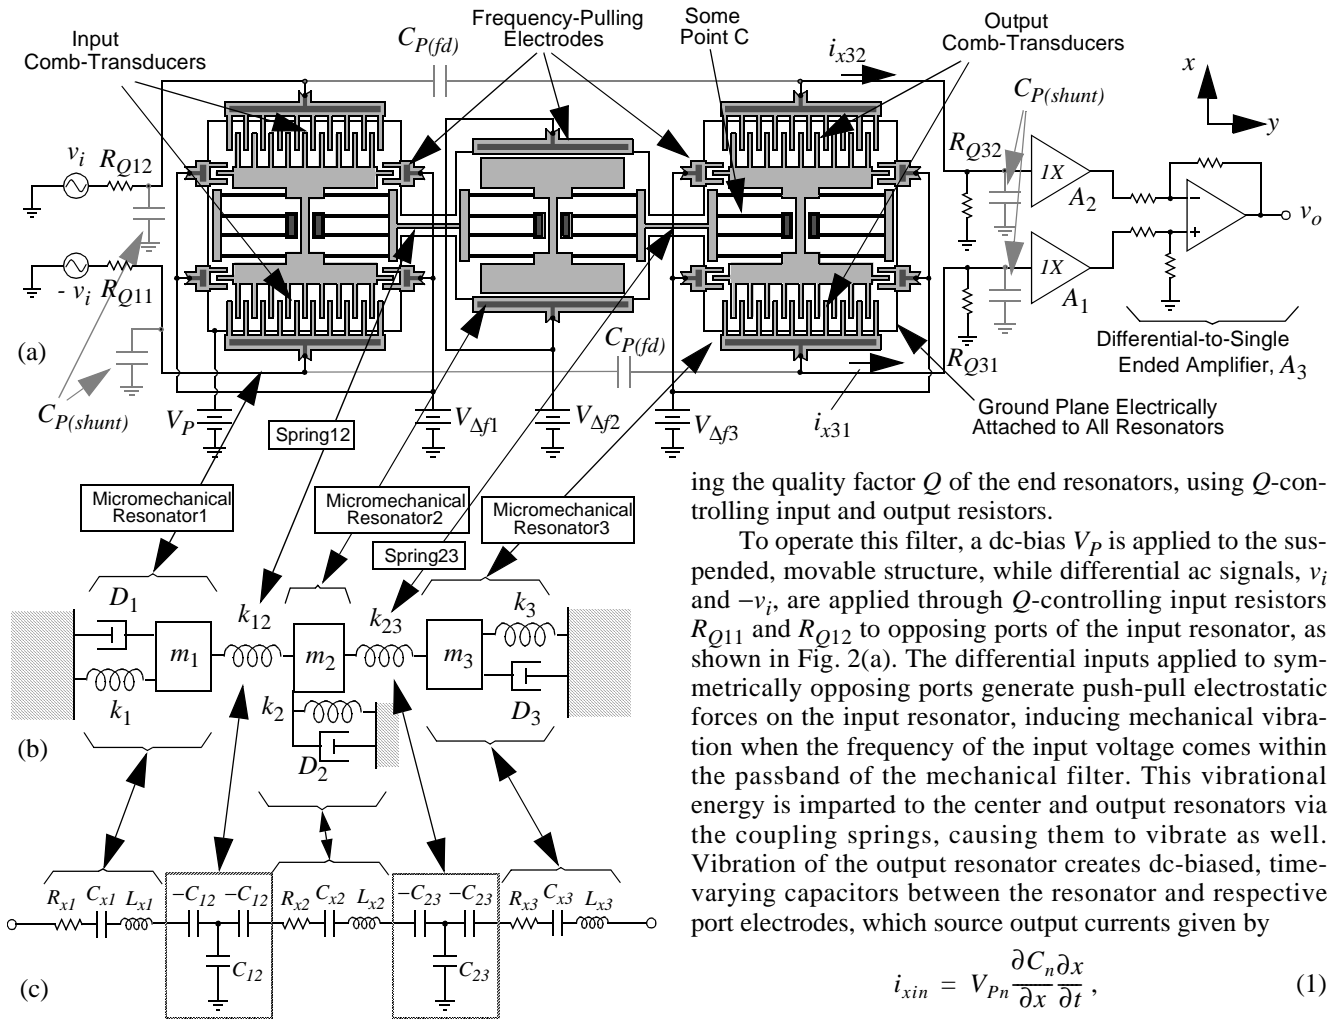 Input
Comb-Transducers
C_P(fd)
Frequency-Pulling
Electrodes
Some
Point C
Output
Comb-Transducers
i_x32
x
y
C_P(shunt)
v_i
R_Q12
R_Q32
1X
A_2
−
+
v_o
- v_i
R_Q11
1X
A_1
R_Q31
(a)
C_P(shunt)
C_P(fd)
Differential-to-Single
Ended Amplifier, A_3
V_P
V_Δf1
V_Δf2
V_Δf3
i_x31
Ground Plane Electrically
Attached to All Resonators
Spring12
Micromechanical
Resonator1
Micromechanical
Resonator2
Micromechanical
Resonator3
Spring23
D_1
k_12
k_23
k_3
m_1
m_2
m_3
k_1
k_2
D_2
D_3
(b)
R_x1
C_x1
L_x1
−C_12
−C_12
R_x2
C_x2
L_x2
−C_23
−C_23
R_x3
C_x3
L_x3
C_12
C_23
(c)
ing the quality factor Q of the end resonators, using Q-con-
trolling input and output resistors.
To operate this filter, a dc-bias V_P is applied to the sus-
pended, movable structure, while differential ac signals, v_i
and −v_i, are applied through Q-controlling input resistors
R_Q11 and R_Q12 to opposing ports of the input resonator, as
shown in Fig. 2(a). The differential inputs applied to sym-
metrically opposing ports generate push-pull electrostatic
forces on the input resonator, inducing mechanical vibra-
tion when the frequency of the input voltage comes within
the passband of the mechanical filter. This vibrational
energy is imparted to the center and output resonators via
the coupling springs, causing them to vibrate as well.
Vibration of the output resonator creates dc-biased, time-
varying capacitors between the resonator and respective
port electrodes, which source output currents given by
i_xin = V_Pn ∂C_n/∂x ∂x/∂t , (1)